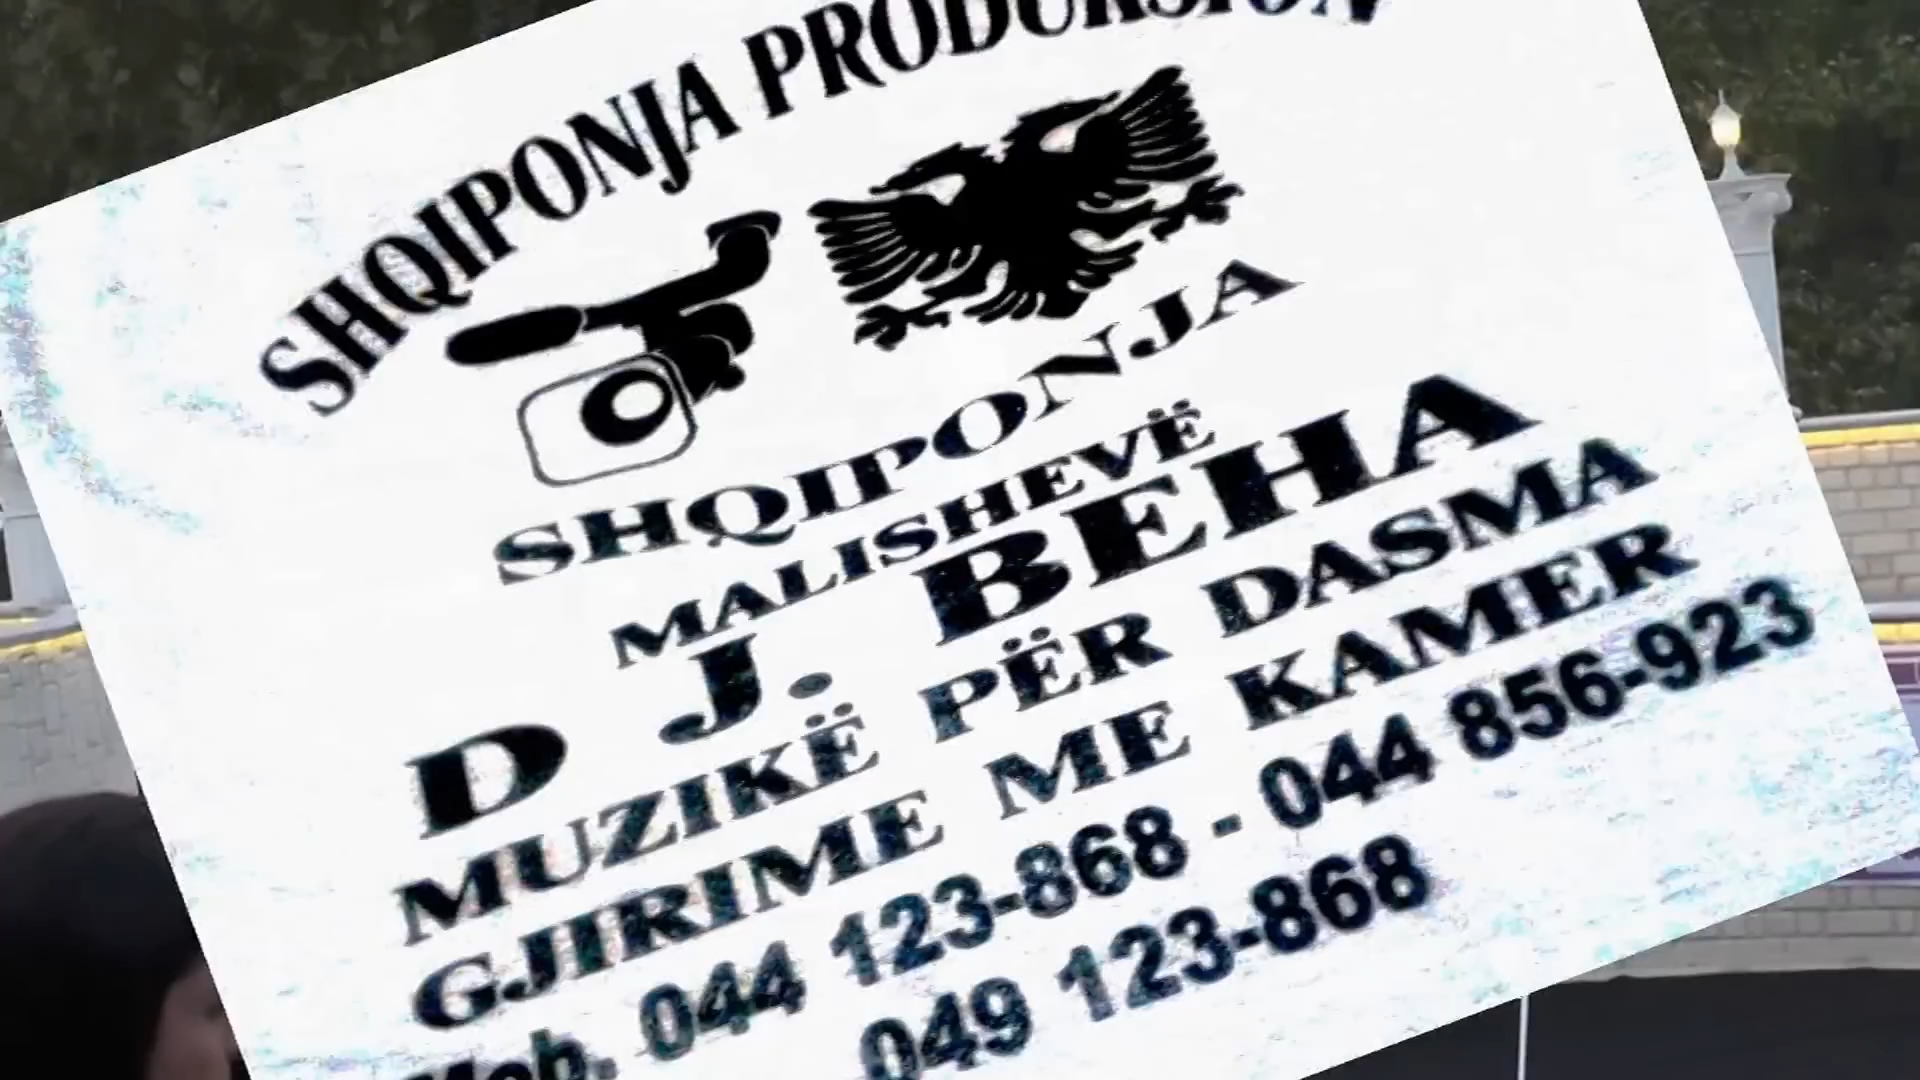 SHQIPONJA PRODUKSION
SHQIPONJA
MALISHEVË
D J. BEHA
MUZIKË PËR DASMA
GJIRIME ME KAMER
Mob. 044 123-868 - 044 856-923
049 123-868